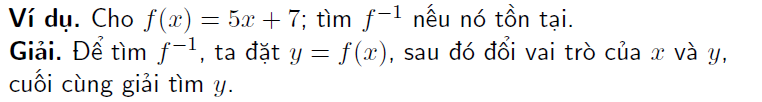 Ví dụ. Cho f(x) = 5x + 7; tìm f⁻¹ nếu nó tồn tại.
Giải. Để tìm f⁻¹, ta đặt y = f(x), sau đó đổi vai trò của x và y,
cuối cùng giải tìm y.